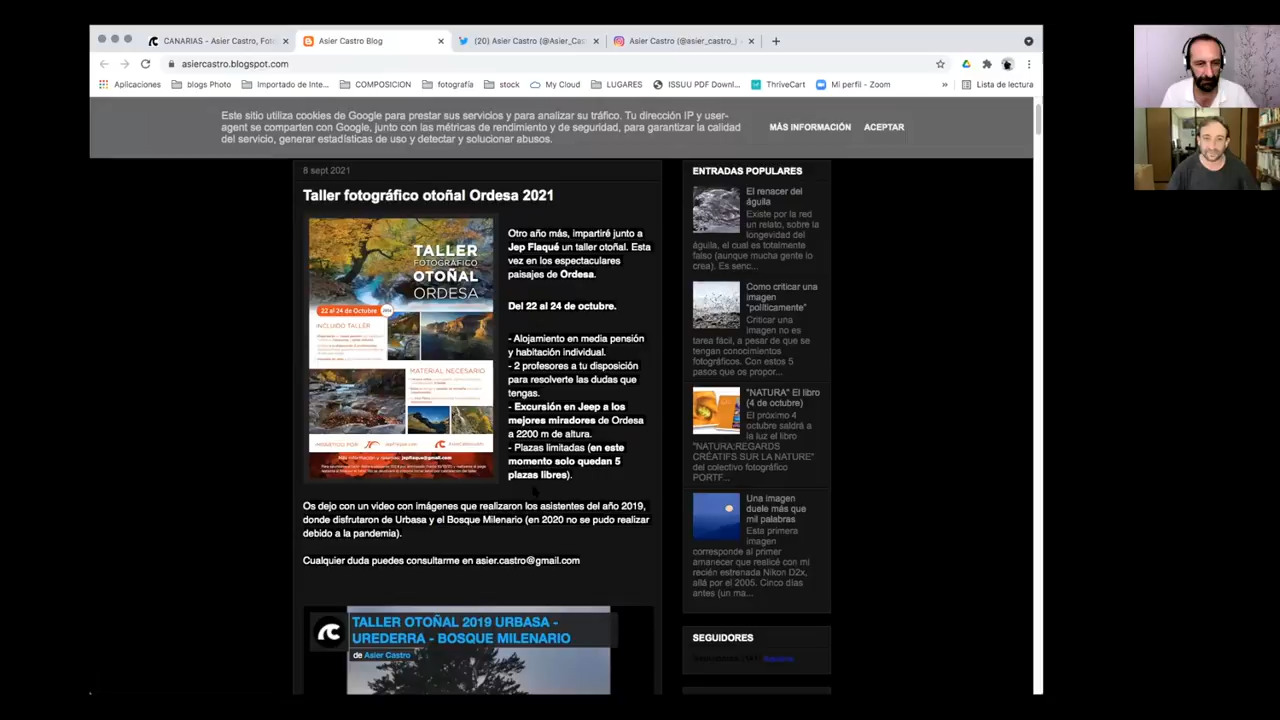 CANARIAS - Asier Castro, Foto
Asier Castro Blog
(20) Asier Castro (@Asier_Cas
Asier Castro (@asier_castro_)
asiercastro.blogspot.com
Aplicaciones
blogs Photo
Importado de Inte...
COMPOSICION
fotografía
stock
My Cloud
LUGARES
ISSUU PDF Downl...
ThriveCart
Mi perfil - Zoom
»
Lista de lectura
Este sitio utiliza cookies de Google para prestar sus servicios y para analizar su tráfico. Tu dirección IP y user-
agent se comparten con Google, junto con las métricas de rendimiento y de seguridad, para garantizar la calidad
del servicio, generar estadísticas de uso y detectar y solucionar abusos.
MÁS INFORMACIÓN
ACEPTAR
8 sept 2021
Taller fotográfico otoñal Ordesa 2021
TALLER
FOTOGRÁFICO
OTOÑAL
ORDESA
22 al 24 de Octubre
INCLUIDO TALLER
MATERIAL NECESARIO
Otro año más, impartiré junto a
Jep Flaqué un taller otoñal. Esta
vez en los espectaculares
paisajes de Ordesa.
Del 22 al 24 de octubre.
- Alojamiento en media pensión
y habitación individual.
- 2 profesores a tu disposición
para resolverte las dudas que
tengas.
- Excursión en Jeep a los
mejores miradores de Ordesa
a 2200 m de altura.
- Plazas limitadas (en este
momento solo quedan 5
plazas libres).
Os dejo con un video con imágenes que realizaron los asistentes del año 2019,
donde disfrutaron de Urbasa y el Bosque Milenario (en 2020 no se pudo realizar
debido a la pandemia).
Cualquier duda puedes consultarme en asier.castro@gmail.com
TALLER OTOÑAL 2019 URBASA -
UREDERRA - BOSQUE MILENARIO
de Asier Castro
ENTRADAS POPULARES
El renacer del
águila
Existe por la red
un relato, sobre la
longevidad del
águila, el cual es totalmente
falso (aunque mucha gente lo
crea). Es senc...
Como criticar una
imagen
"políticamente"
Criticar una
imagen no es
tarea fácil, a pesar de que se
tengan conocimientos
fotográficos. Con estos 5
pasos que os propor...
"NATURA" El libro
(4 de octubre)
El próximo 4
octubre saldrá a
la luz el libro
"NATURA:REGARDS
CRÉATIFS SUR LA NATURE"
del colectivo fotográfico
PORTF...
Una imagen
duele más que
mil palabras
Esta primera
imagen
corresponde al primer
amanecer que reslicé con mi
recién estrenada Nikon D2x,
allá por el 2005. Cinco días
antes (un ma...
SEGUIDORES